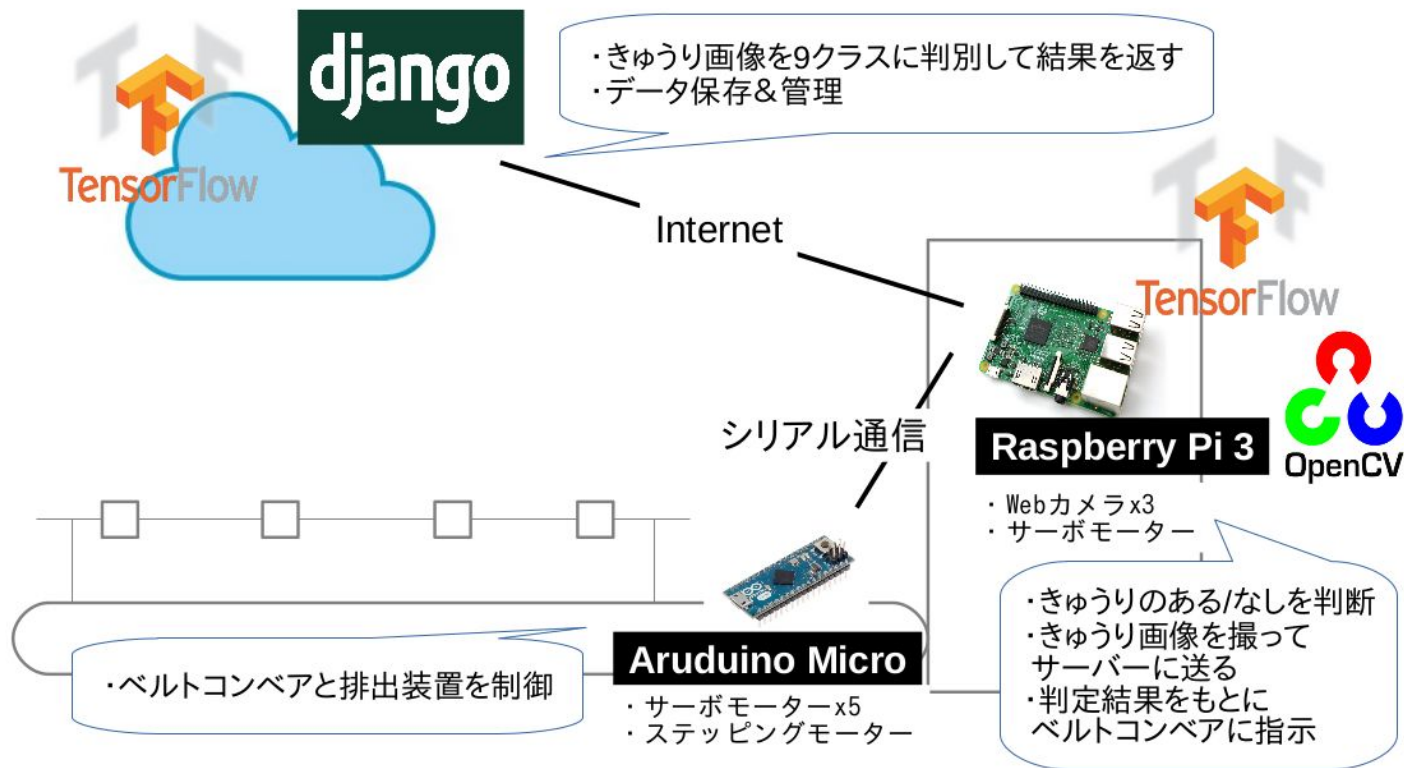 django
・きゅうり画像を9クラスに判別して結果を返す
・データ保存&管理
TensorFlow
Internet
TensorFlow
シリアル通信
Raspberry Pi 3
OpenCV
・Webカメラx3
・サーボモーター
・きゅうりのある/なしを判断
・きゅうり画像を撮って
サーバーに送る
・判定結果をもとに
ベルトコンベアに指示
Aruduino Micro
・サーボモーターx5
・ステッピングモーター
・ベルトコンベアと排出装置を制御